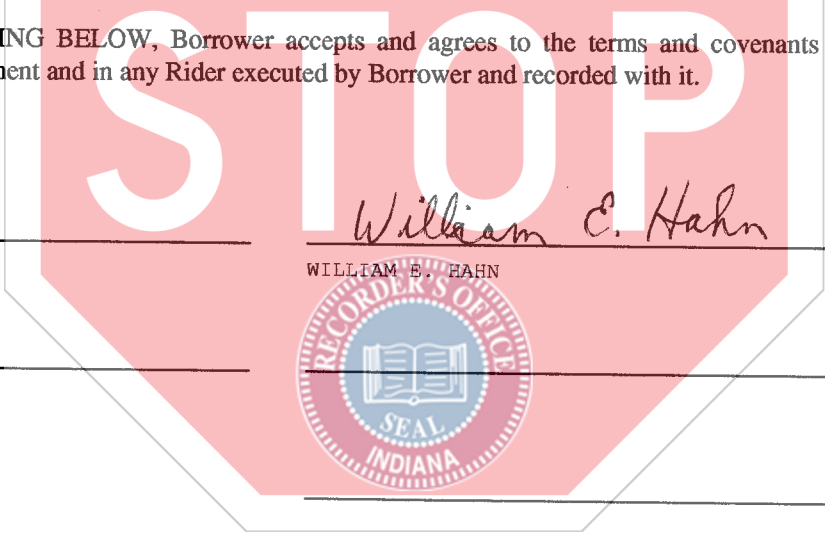 STOP
NG BELOW, Borrower accepts and agrees to the terms and covenants
ent and in any Rider executed by Borrower and recorded with it.
William E. Hahn
WILLIAM E. HAHN
RECORDER'S OFFICE
SEAL
INDIANA